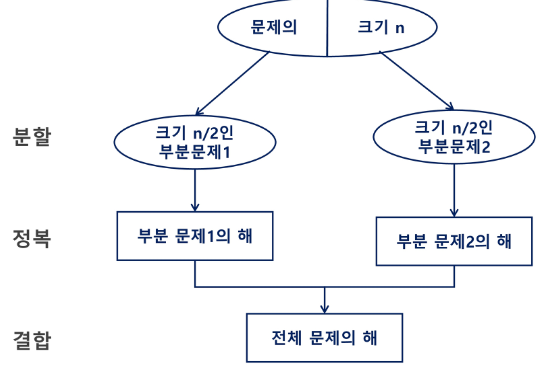 문제의 크기 n
분할
크기 n/2인
부분문제1
크기 n/2인
부분문제2
정복
부분 문제1의 해
부분 문제2의 해
결합
전체 문제의 해